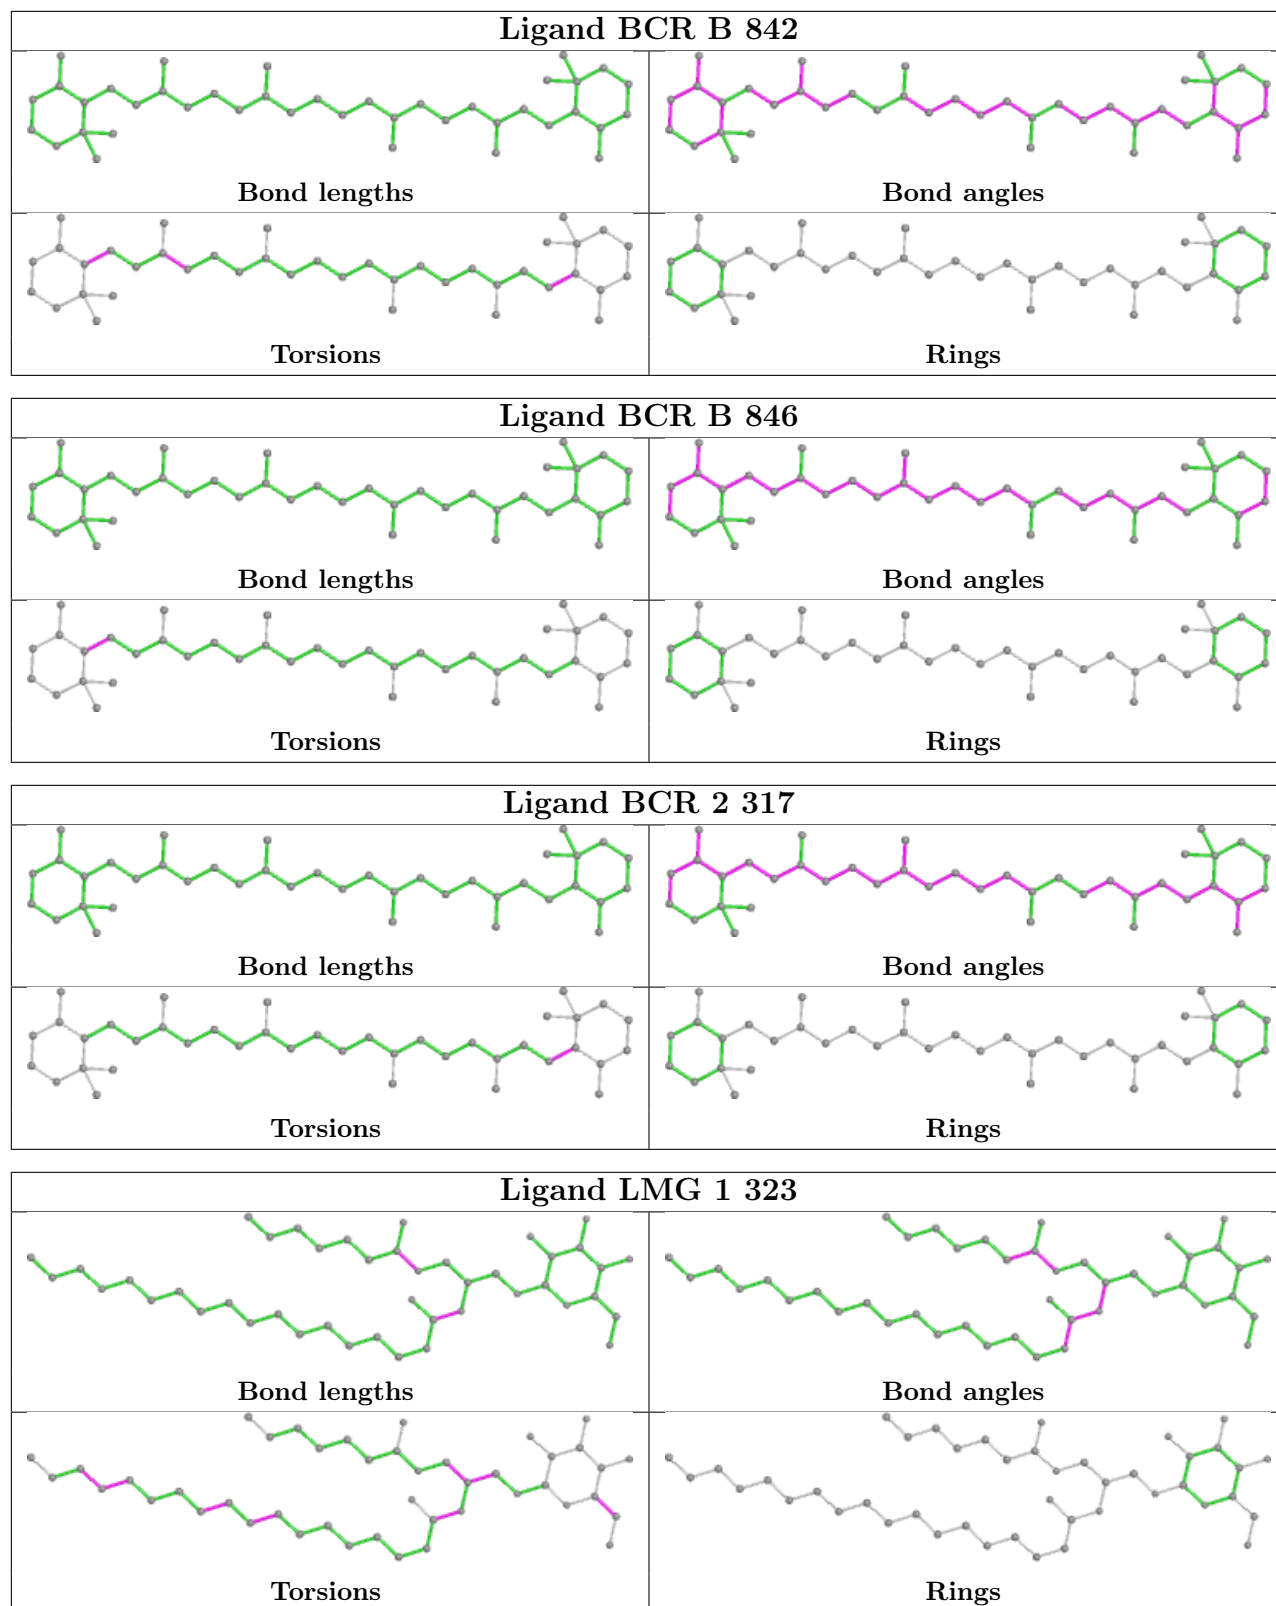 Ligand BCR B 842
Bond lengths
Bond angles
Torsions
Rings
Ligand BCR B 846
Bond lengths
Bond angles
Torsions
Rings
Ligand BCR 2 317
Bond lengths
Bond angles
Torsions
Rings
Ligand LMG 1 323
Bond lengths
Bond angles
Torsions
Rings